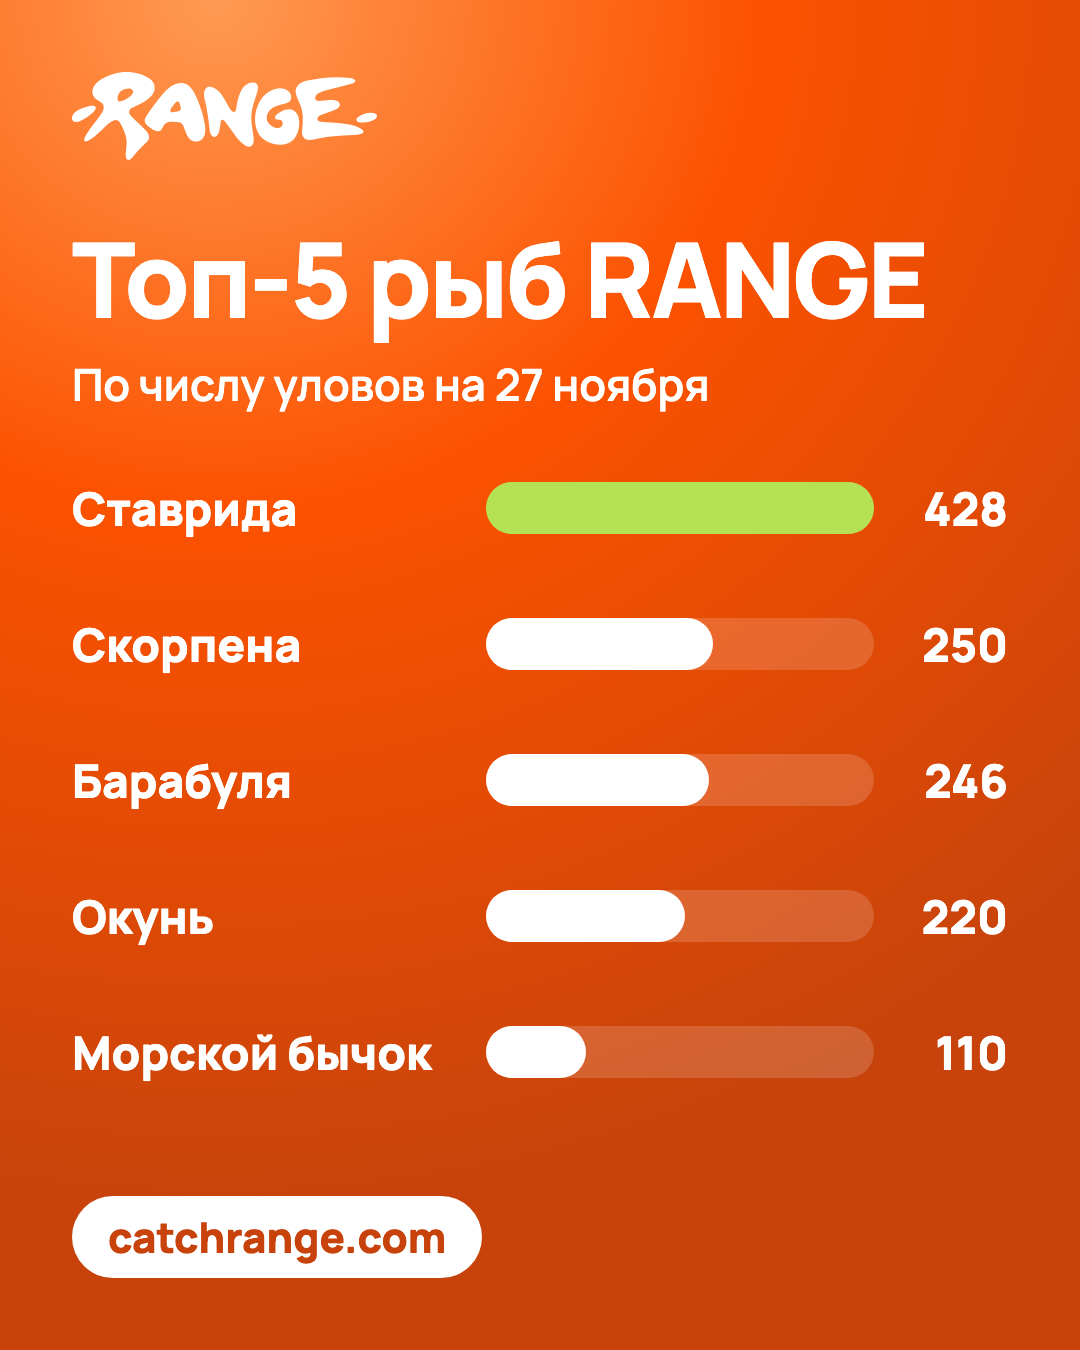 RANGE
Топ-5 рыб RANGE
По числу уловов на 27 ноября
Ставрида 428
Скорпена 250
Барабуля 246
Окунь 220
Морской бычок 110
catchrange.com